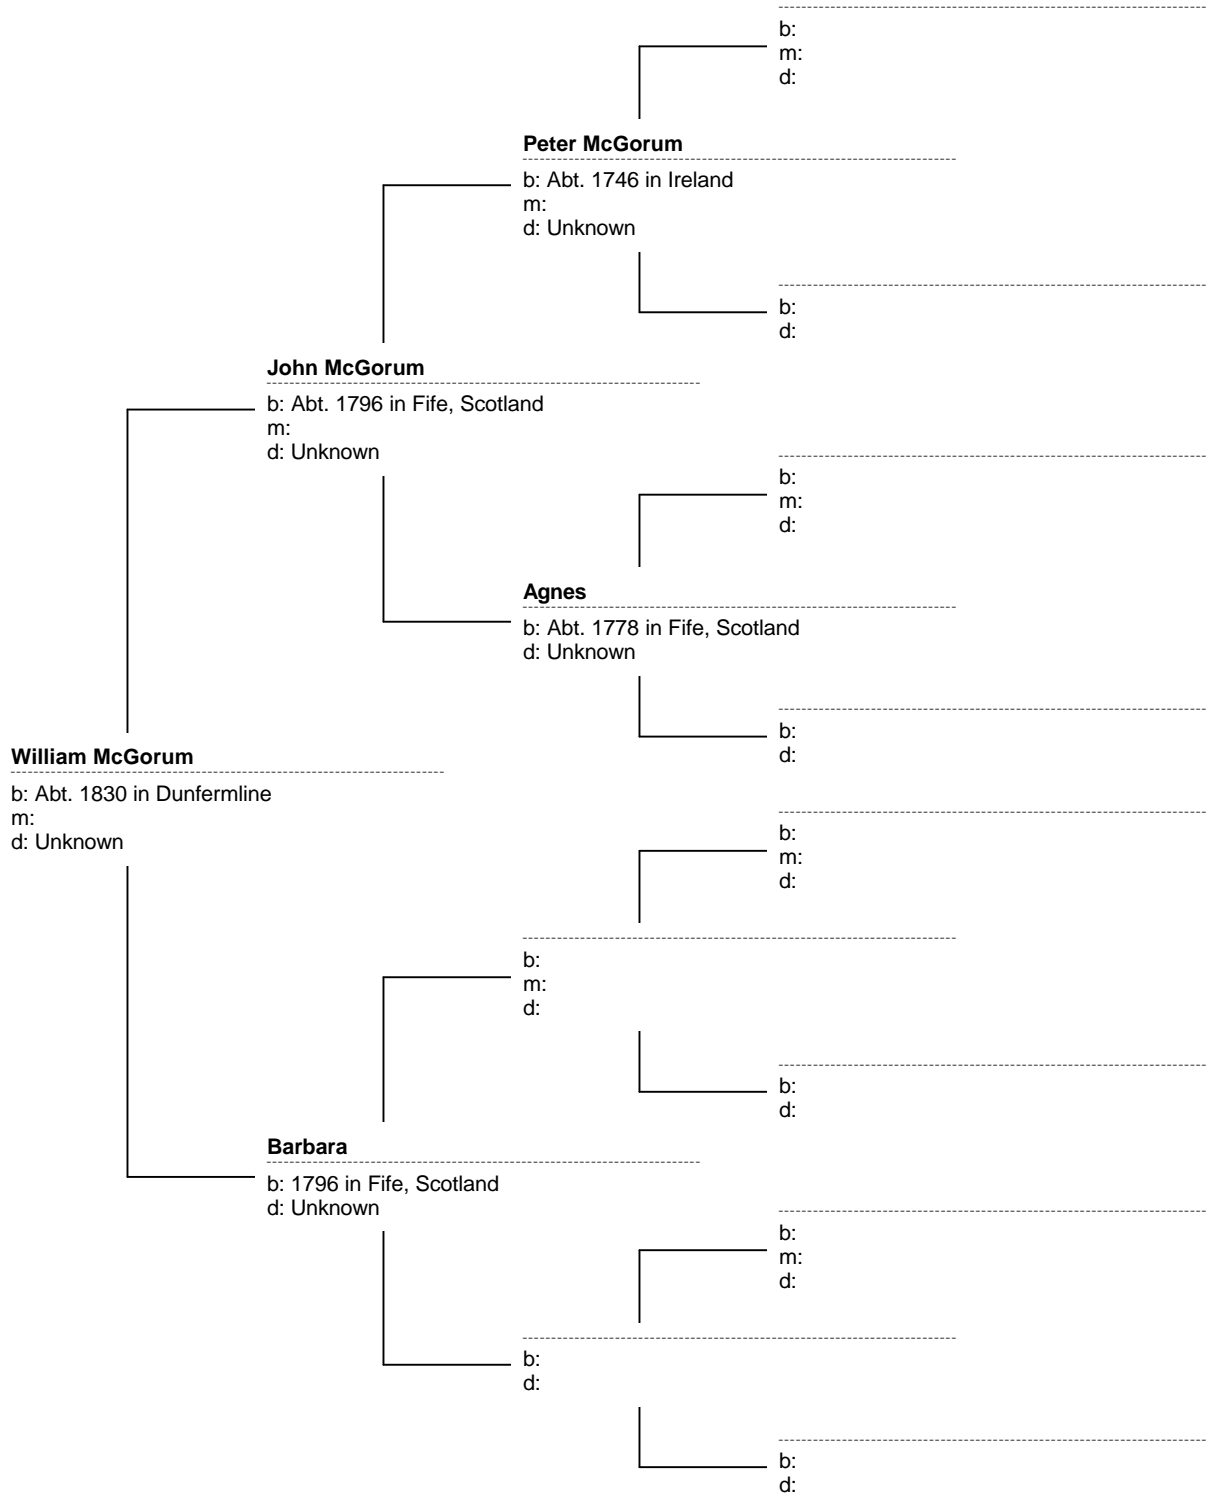 b:
m:
d:
Peter McGorum
b: Abt. 1746 in Ireland
m:
d: Unknown
b:
d:
John McGorum
b: Abt. 1796 in Fife, Scotland
m:
d: Unknown
b:
m:
d:
Agnes
b: Abt. 1778 in Fife, Scotland
d: Unknown
b:
d:
William McGorum
b: Abt. 1830 in Dunfermline
m:
d: Unknown
b:
m:
d:
b:
m:
d:
b:
d:
Barbara
b: 1796 in Fife, Scotland
d: Unknown
b:
m:
d:
b:
d:
b:
d: